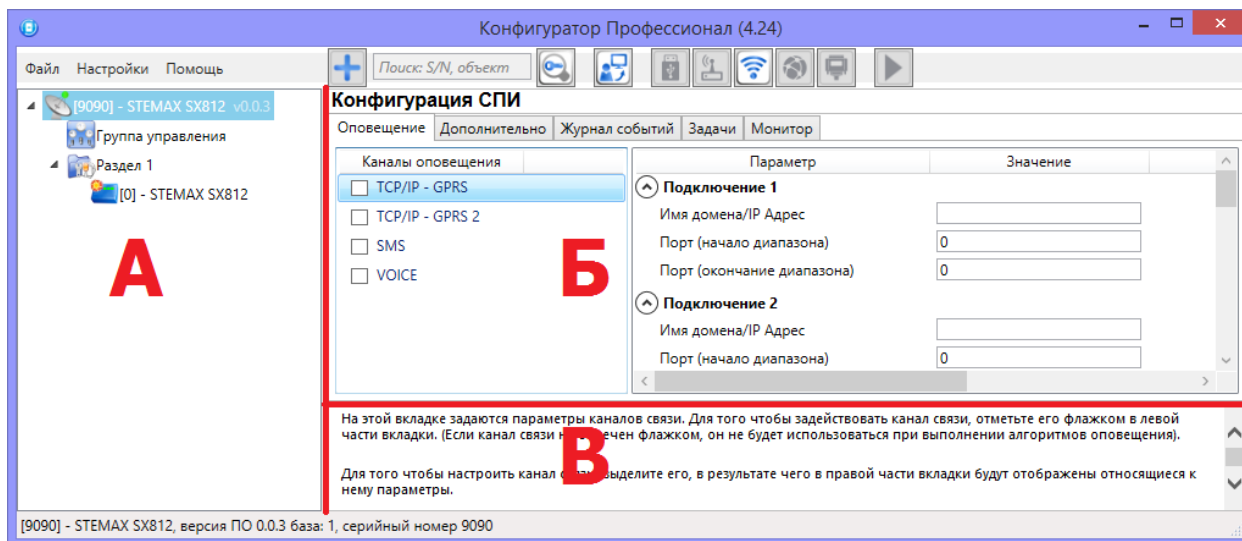 Конфигуратор Профессионал (4.24)
Файл Настройки Помощь
Поиск: S/N, объект
[9090] - STEMAX SX812 v0.0.3
Группа управления
Раздел 1
[0] - STEMAX SX812
А
Конфигурация СПИ
Оповещение Дополнительно Журнал событий Задачи Монитор
Каналы оповещения
TCP/IP - GPRS
TCP/IP - GPRS 2
SMS
VOICE
Б
Параметр Значение
Подключение 1
Имя домена/IP Адрес
Порт (начало диапазона) 0
Порт (окончание диапазона) 0
Подключение 2
Имя домена/IP Адрес
Порт (начало диапазона) 0
На этой вкладке задаются параметры каналов связи. Для того чтобы задействовать канал связи, отметьте его флажком в левой
части вкладки. (Если канал связи не отмечен флажком, он не будет использоваться при выполнении алгоритмов оповещения).
Для того чтобы настроить канал связи, выделите его, в результате чего в правой части вкладки будут отображены относящиеся к
нему параметры.
В
[9090] - STEMAX SX812, версия ПО 0.0.3 база: 1, серийный номер 9090